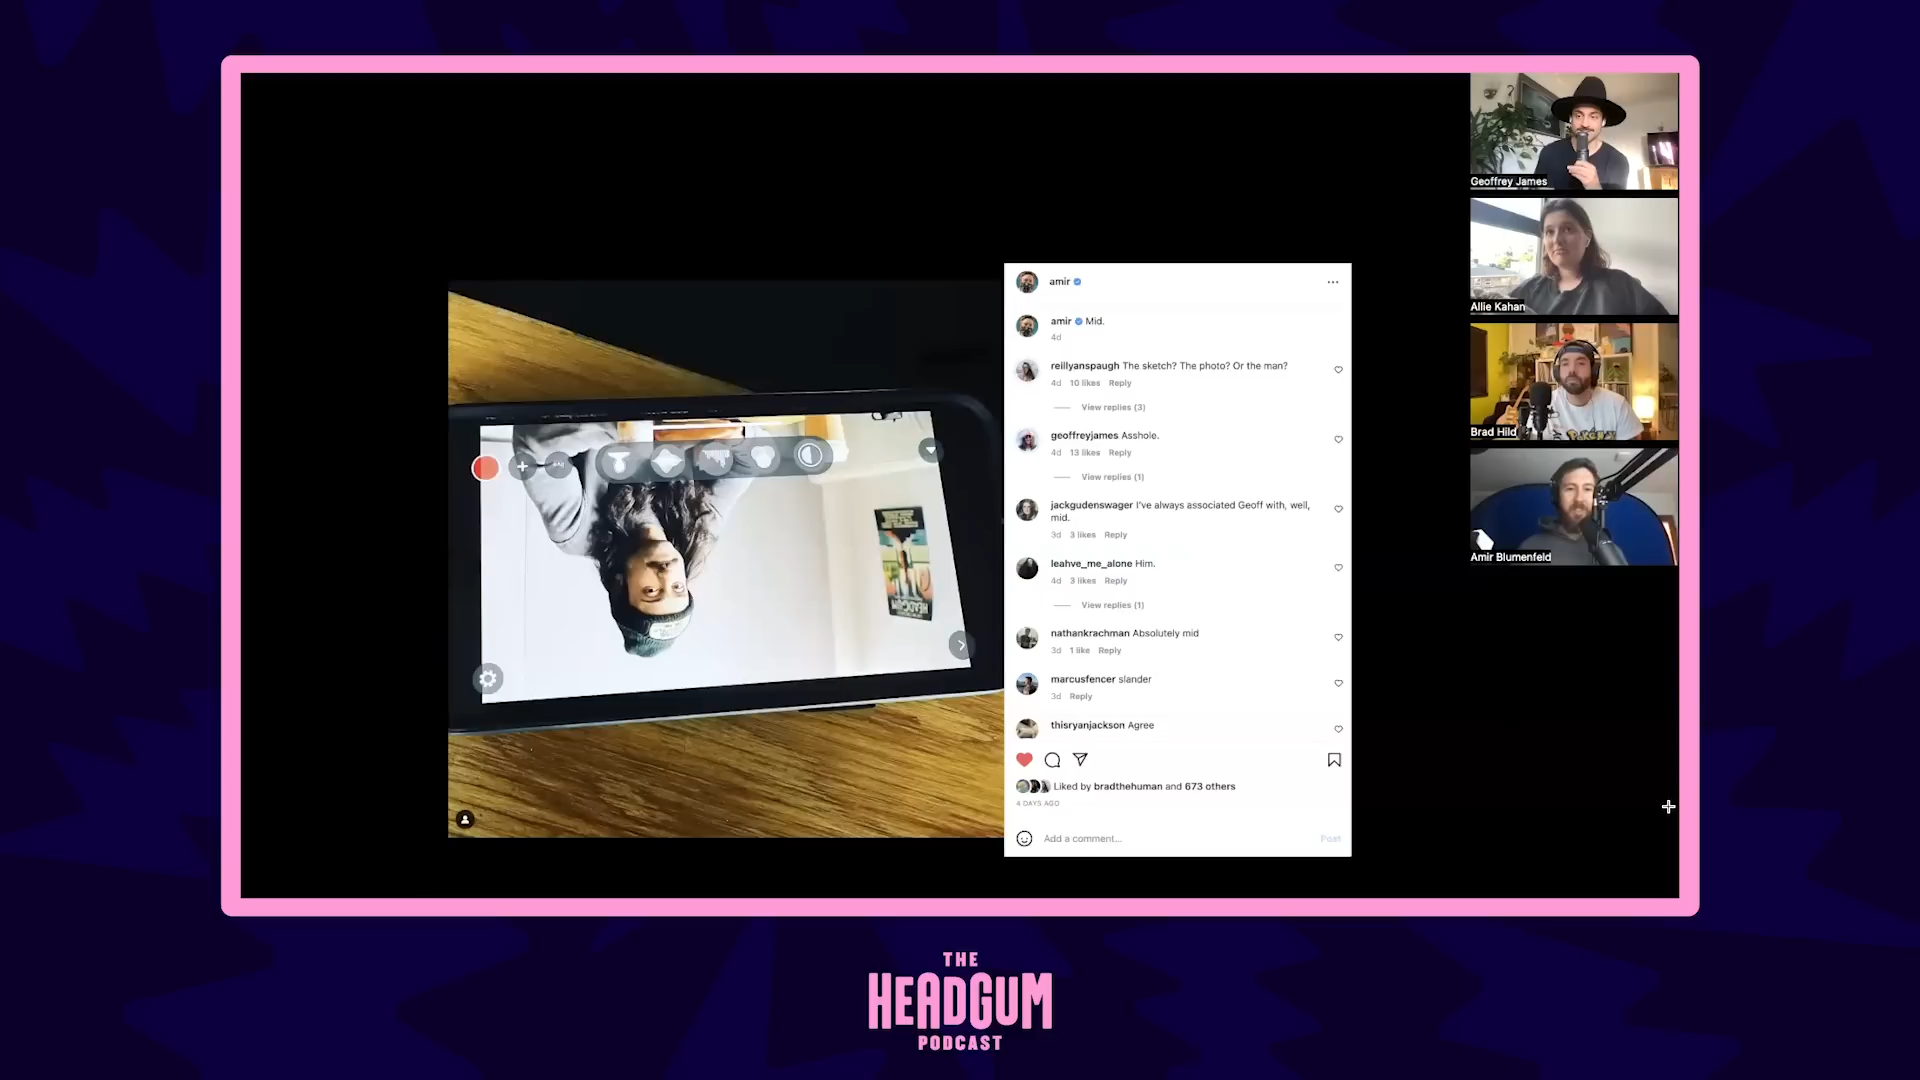 Geoffrey James
Allie Kahan
Brad Hild
Amir Blumenfeld
amir
amir Mid.
4d
reillyanspaugh The sketch? The photo? Or the man?
4d 10 likes Reply
View replies (3)
geoffreyjames Asshole.
4d 13 likes Reply
View replies (1)
jackgudenswager I've always associated Geoff with, well,
mid.
3d 3 likes Reply
leahve_me_alone Him.
4d 3 likes Reply
View replies (1)
nathankrachman Absolutely mid
3d 1 like Reply
marcusfencer slander
3d Reply
thisryanjackson Agree
Liked by bradthehuman and 673 others
4 DAYS AGO
Add a comment...
Post
HEADGUM
THE
HEADGUM
PODCAST